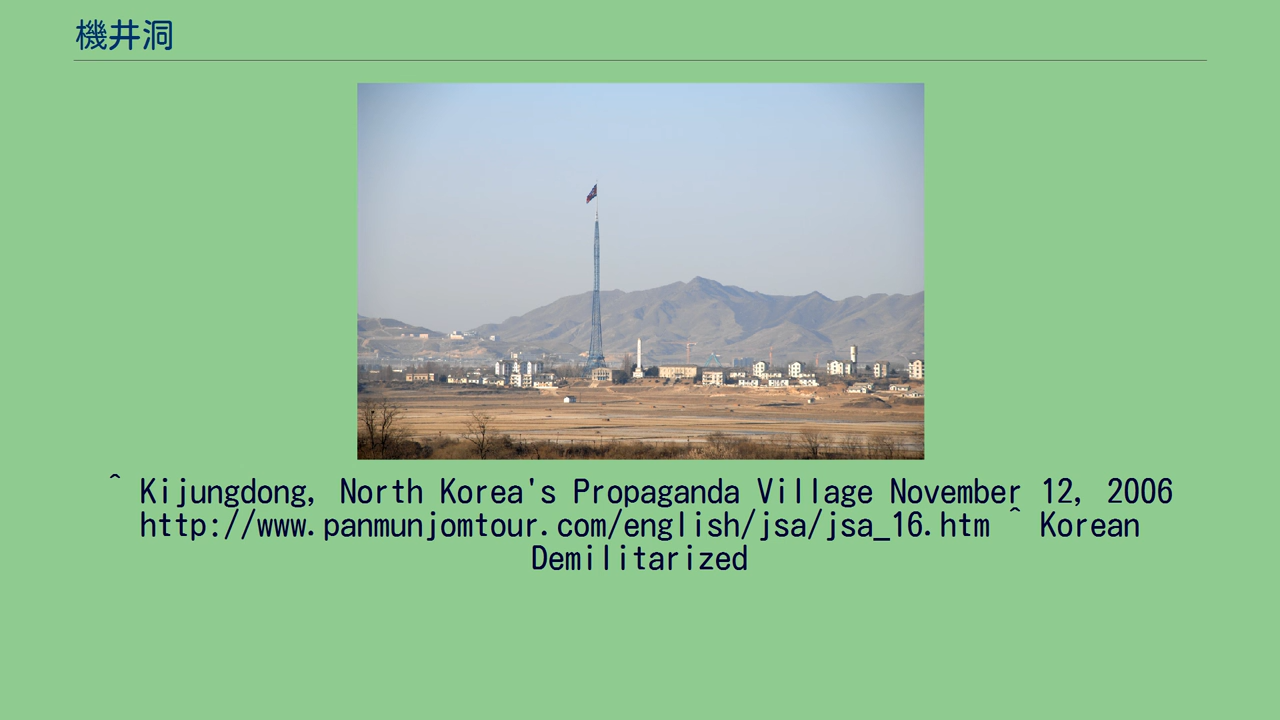 機井洞
^ Kijungdong, North Korea's Propaganda Village November 12, 2006
http://www.panmunjomtour.com/english/jsa/jsa_16.htm ^ Korean
Demilitarized